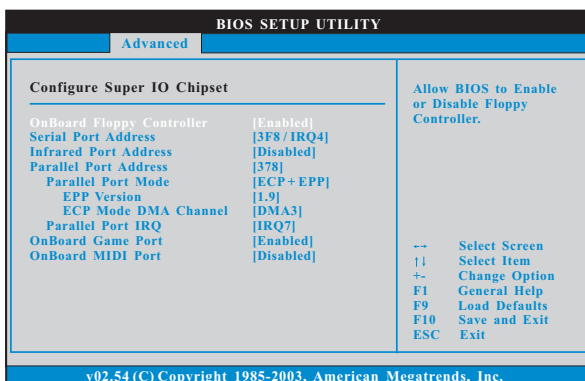 BIOS SETUP UTILITY
Advanced
Configure Super IO Chipset
OnBoard Floppy Controller [Enabled]
Serial Port Address [3F8 / IRQ4]
Infrared Port Address [Disabled]
Parallel Port Address [378]
Parallel Port Mode [ECP + EPP]
EPP Version [1.9]
ECP Mode DMA Channel [DMA3]
Parallel Port IRQ [IRQ7]
OnBoard Game Port [Enabled]
OnBoard MIDI Port [Disabled]
Allow BIOS to Enable
or Disable Floppy
Controller.
←→ Select Screen
↑↓ Select Item
+- Change Option
F1 General Help
F9 Load Defaults
F10 Save and Exit
ESC Exit
v02.54 (C) Copyright 1985-2003, American Megatrends, Inc.